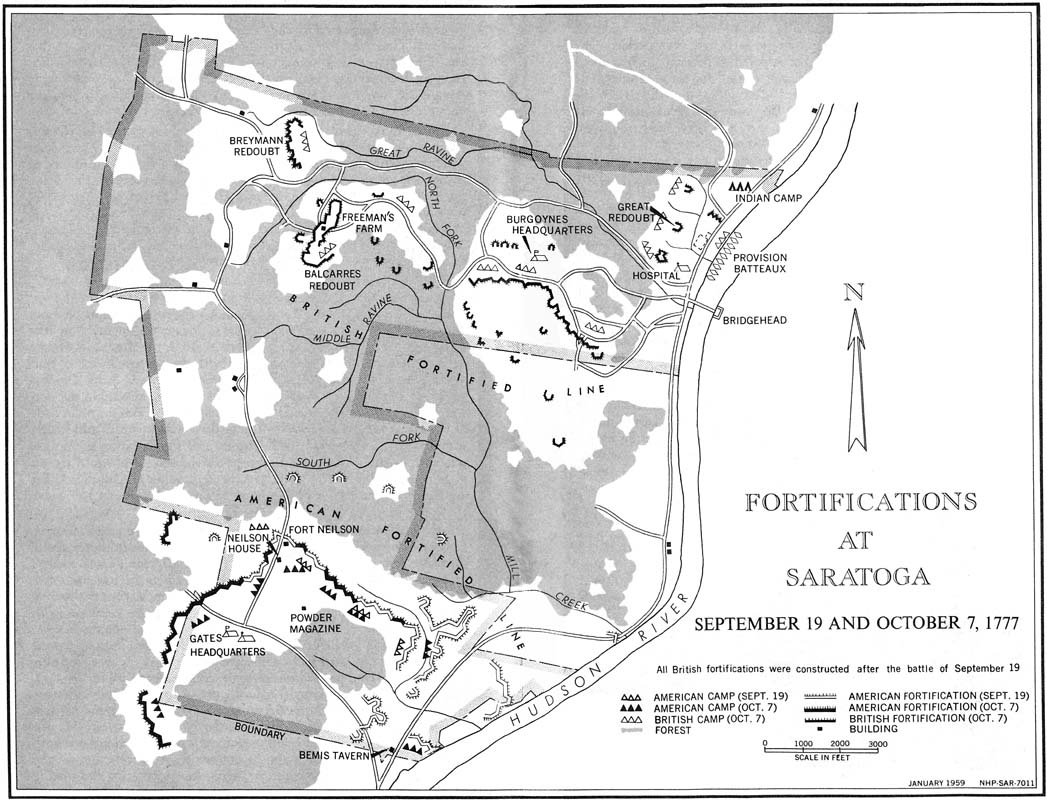 BREYMANN
REDOUBT
GREAT RAVINE
NORTH
FORK
FREEMAN'S
FARM
BALCARRES
REDOUBT
BURGOYNES
HEADQUARTERS
GREAT
REDOUBT
INDIAN CAMP
HOSPITAL
PROVISION
BATTEAUX
BRIDGEHEAD
BRITISH
FORTIFIED
LINE
MIDDLE RAVINE
N
SOUTH FORK
AMERICAN
FORTIFIED
LINE
NEILSON
HOUSE
FORT NEILSON
POWDER
MAGAZINE
GATES
HEADQUARTERS
MILL
CREEK
HUDSON RIVER
BOUNDARY
BEMIS TAVERN
FORTIFICATIONS
AT
SARATOGA
SEPTEMBER 19 AND OCTOBER 7, 1777
All British fortifications were constructed after the battle of September 19
AMERICAN CAMP (SEPT. 19)
AMERICAN CAMP (OCT. 7)
BRITISH CAMP (OCT. 7)
FOREST
AMERICAN FORTIFICATION (SEPT. 19)
AMERICAN FORTIFICATION (OCT. 7)
BRITISH FORTIFICATION (OCT. 7)
BUILDING
0 1000 2000 3000
SCALE IN FEET
JANUARY 1959 NHP-SAR-7011